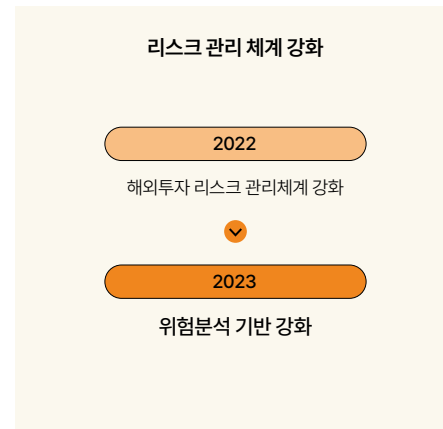 리스크 관리 체계 강화
2022
해외투자 리스크 관리체계 강화
2023
위험분석 기반 강화